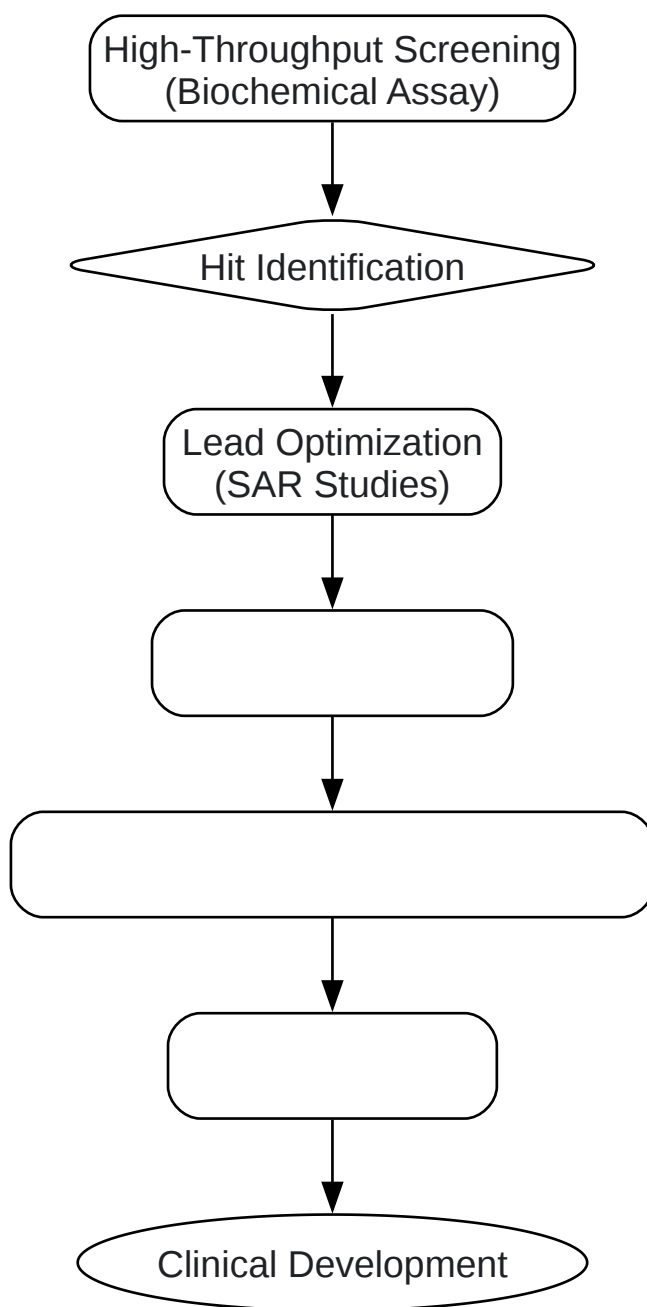 High-Throughput Screening
(Biochemical Assay)
Hit Identification
Lead Optimization
(SAR Studies)
Clinical Development